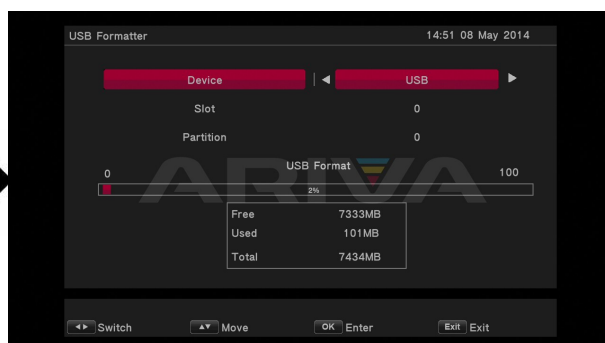 USB Formatter 14:51 08 May 2014
Device USB
Slot 0
Partition 0
USB Format
0 100
ARIVA
2%
Free 7333MB
Used 101MB
Total 7434MB
Switch Move OK Enter Exit Exit